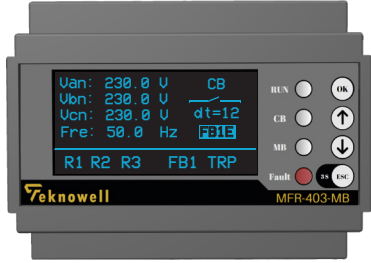 Van: 230.0 V CB
Vbn: 230.0 V
Vcn: 230.0 V dt=12
Fre: 50.0 Hz FB1E
R1 R2 R3 FB1 TRP
RUN OK
CB
MB
Fault 3S ESC
Teknowell
MFR-403-MB